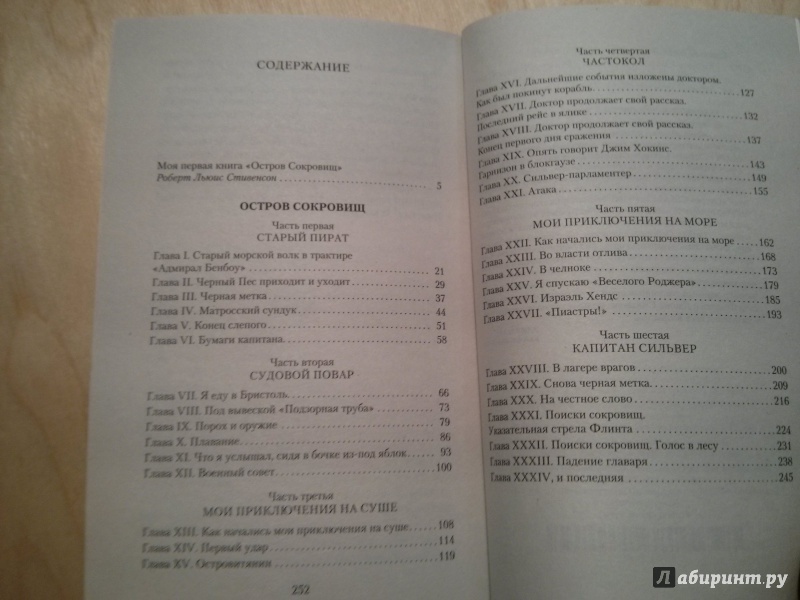 СОДЕРЖАНИЕ
Моя первая книга «Остров Сокровищ»
Роберт Льюис Стивенсон 5
ОСТРОВ СОКРОВИЩ
Часть первая
СТАРЫЙ ПИРАТ
Глава I. Старый морской волк в трактире
«Адмирал Бенбоу» 21
Глава II. Черный Пес приходит и уходит 29
Глава III. Черная метка 37
Глава IV. Матросский сундук 44
Глава V. Конец слепого 51
Глава VI. Бумаги капитана 58
Часть вторая
СУДОВОЙ ПОВАР
Глава VII. Я еду в Бристоль 66
Глава VIII. Под вывеской «Подзорная труба» 73
Глава IX. Порох и оружие 79
Глава X. Плавание 86
Глава XI. Что я услышал, сидя в бочке из-под яблок 93
Глава XII. Военный совет 100
Часть третья
МОИ ПРИКЛЮЧЕНИЯ НА СУШЕ
Глава XIII. Как начались мои приключения на суше 108
Глава XIV. Первый удар 114
Глава XV. Островитянин 119
252
Часть четвертая
ЧАСТОКОЛ
Глава XVI. Дальнейшие события изложены доктором.
Как был покинут корабль 127
Глава XVII. Доктор продолжает свой рассказ.
Последний рейс в ялике 132
Глава XVIII. Доктор продолжает свой рассказ.
Конец первого дня сражения 137
Глава XIX. Опять говорит Джим Хокинс.
Гарнизон в блокгаузе 143
Глава XX. Сильвер-парламентер 149
Глава XXI. Атака 155
Часть пятая
МОИ ПРИКЛЮЧЕНИЯ НА МОРЕ
Глава XXII. Как начались мои приключения на море 162
Глава XXIII. Во власти отлива 168
Глава XXIV. В челноке 173
Глава XXV. Я спускаю «Веселого Роджера» 179
Глава XXVI. Израэль Хендс 185
Глава XXVII. «Пиастры!» 193
Часть шестая
КАПИТАН СИЛЬВЕР
Глава XXVIII. В лагере врагов 200
Глава XXIX. Снова черная метка 209
Глава XXX. На честное слово 216
Глава XXXI. Поиски сокровищ.
Указательная стрела Флинта 224
Глава XXXII. Поиски сокровищ. Голос в лесу 231
Глава XXXIII. Падение главаря 238
Глава XXXIV, и последняя 245
Лабиринт.ру